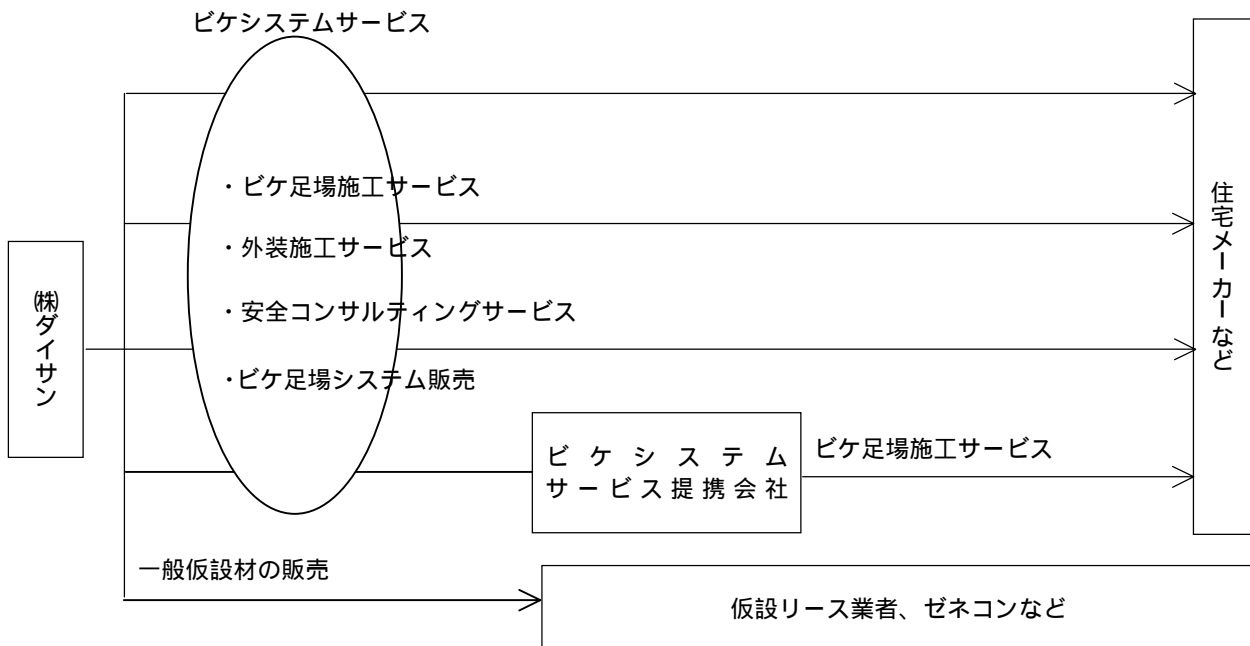 ビケシステムサービス
・ビケ足場施工サービス
・外装施工サービス
・安全コンサルティングサービス
・ビケ足場システム販売
㈱ダイサン
住宅メーカーなど
ビケシステム
サービス提携会社
ビケ足場施工サービス
一般仮設材の販売
仮設リース業者、ゼネコンなど